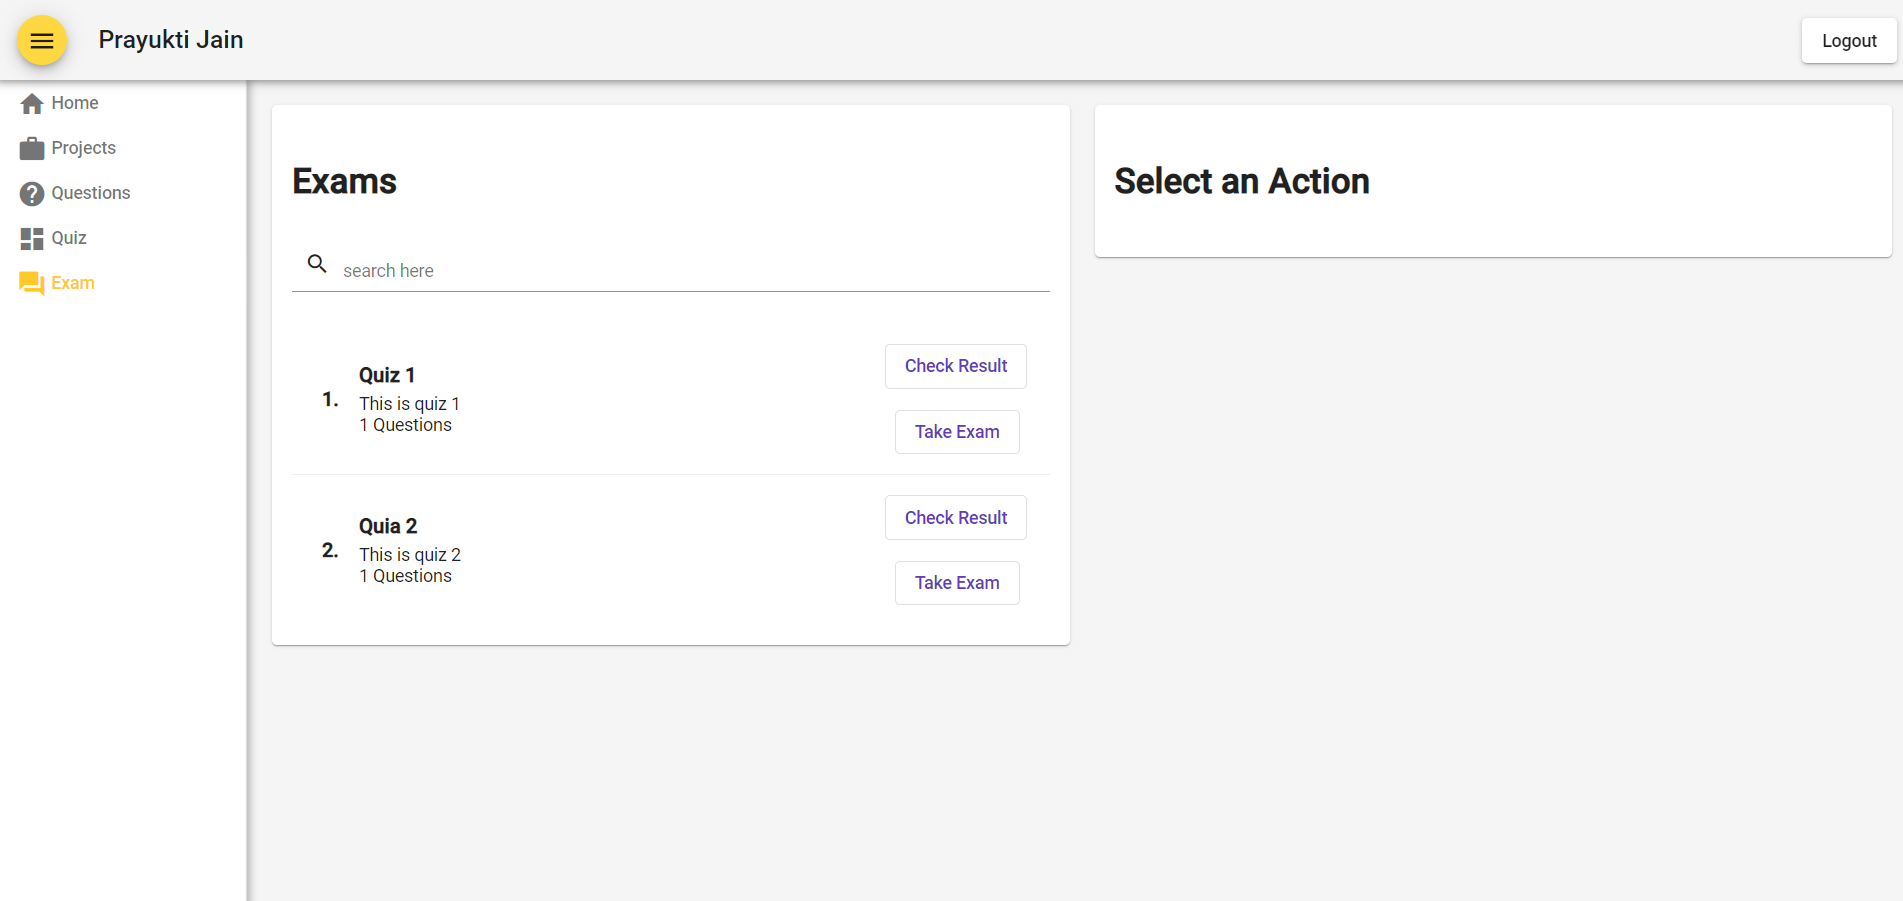 Prayukti Jain
Logout
Home
Projects
Questions
Quiz
Exam
Exams
search here
1.
Quiz 1
This is quiz 1
1 Questions
Check Result
Take Exam
2.
Quia 2
This is quiz 2
1 Questions
Check Result
Take Exam
Select an Action